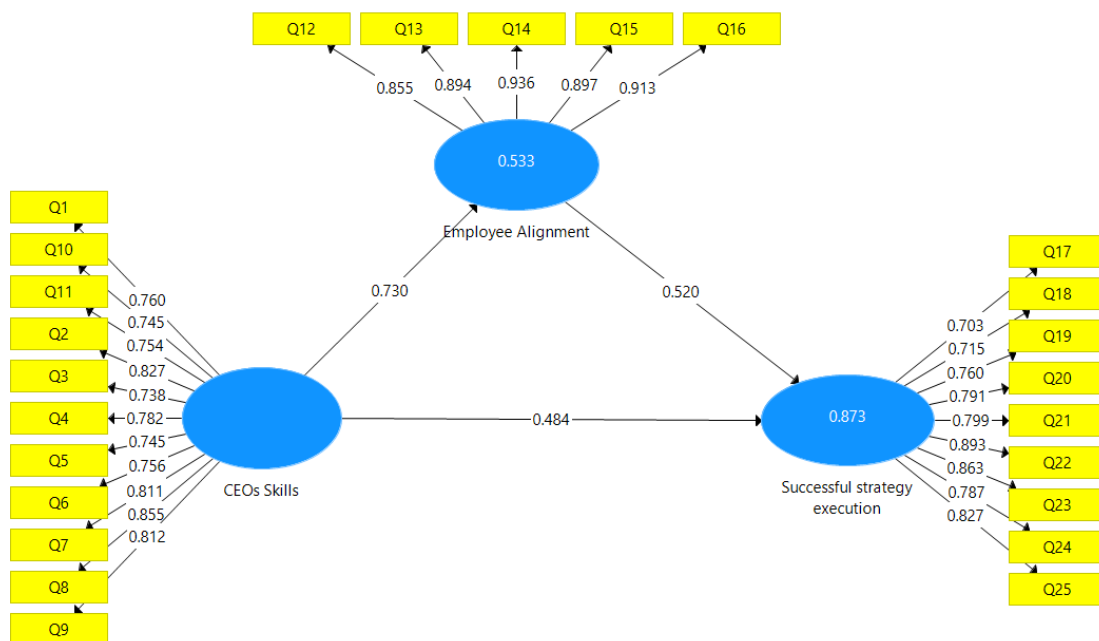 Q12 Q13 Q14 Q15 Q16
0.855 0.894 0.936 0.897 0.913
0.533
Employee Alignment
Q1
Q10
Q11
Q2
Q3
Q4
Q5
Q6
Q7
Q8
Q9
0.760
0.745
0.754
0.827
0.738
0.782
0.745
0.756
0.811
0.855
0.812
CEOs Skills
0.730
0.520
0.484
0.873
Successful strategy
execution
0.703
0.715
0.760
0.791
0.799
0.893
0.863
0.787
0.827
Q17
Q18
Q19
Q20
Q21
Q22
Q23
Q24
Q25